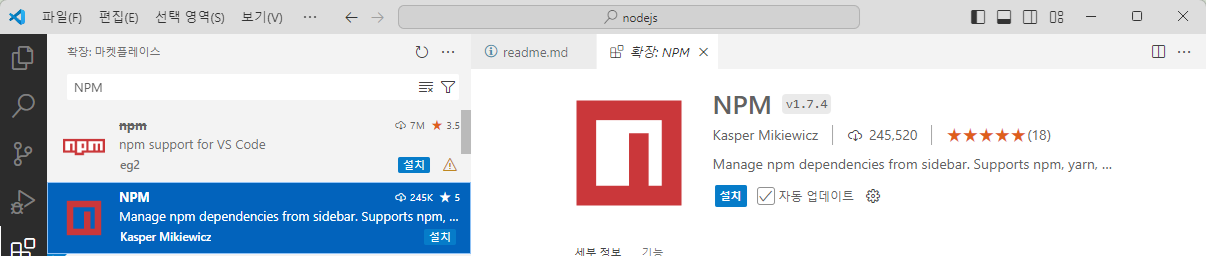 파일(F) 편집(E) 선택 영역(S) 보기(V) nodejs
확장: 마켓플레이스
readme.md
확장: NPM
NPM
npm 7M 3.5
npm support for VS Code
eg2 설치
NPM 245K 5
Manage npm dependencies from sidebar. Supports npm, ...
Kasper Mikiewicz 설치
NPM v1.7.4
Kasper Mikiewicz 245,520 (18)
Manage npm dependencies from sidebar. Supports npm, yarn, ...
설치 자동 업데이트
세부 정보 기능